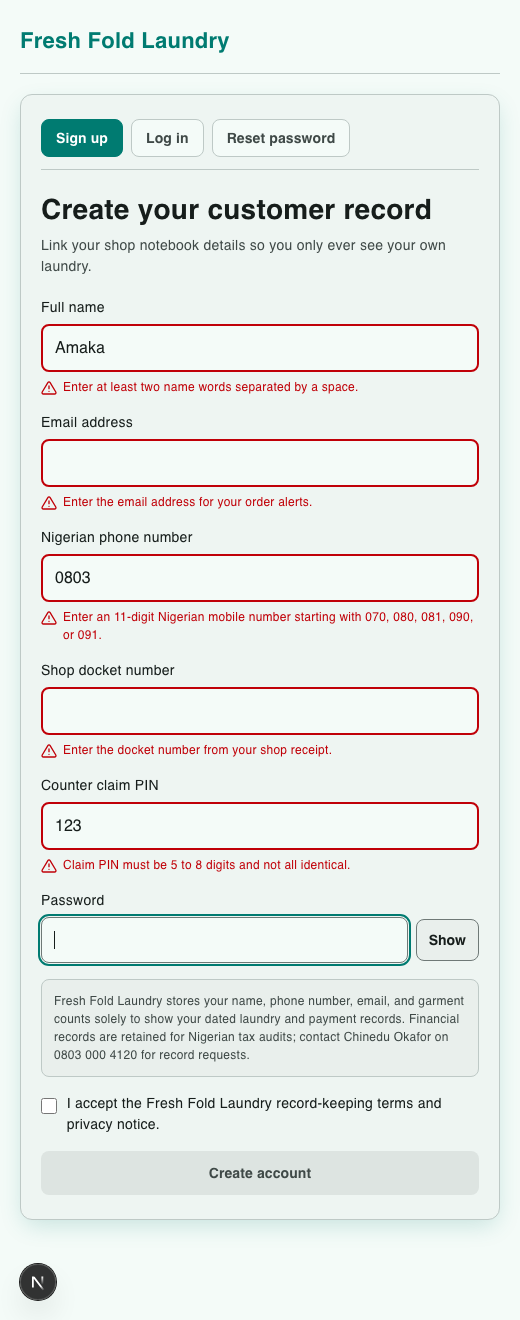 Fresh Fold Laundry
Sign up
Log in
Reset password
Create your customer record
Link your shop notebook details so you only ever see your own
laundry.
Full name
Amaka
Enter at least two name words separated by a space.
Email address
Enter the email address for your order alerts.
Nigerian phone number
0803
Enter an 11-digit Nigerian mobile number starting with 070, 080, 081, 090,
or 091.
Shop docket number
Enter the docket number from your shop receipt.
Counter claim PIN
123
Claim PIN must be 5 to 8 digits and not all identical.
Password
Show
Fresh Fold Laundry stores your name, phone number, email, and garment
counts solely to show your dated laundry and payment records. Financial
records are retained for Nigerian tax audits; contact Chinedu Okafor on
0803 000 4120 for record requests.
I accept the Fresh Fold Laundry record-keeping terms and
privacy notice.
Create account
N